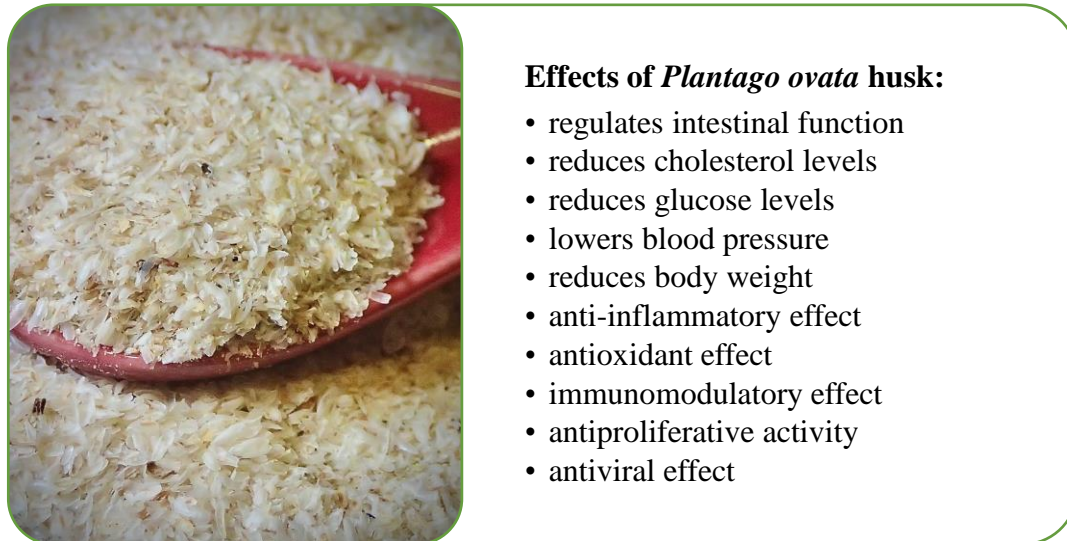 Effects of Plantago ovata husk:
• regulates intestinal function
• reduces cholesterol levels
• reduces glucose levels
• lowers blood pressure
• reduces body weight
• anti-inflammatory effect
• antioxidant effect
• immunomodulatory effect
• antiproliferative activity
• antiviral effect